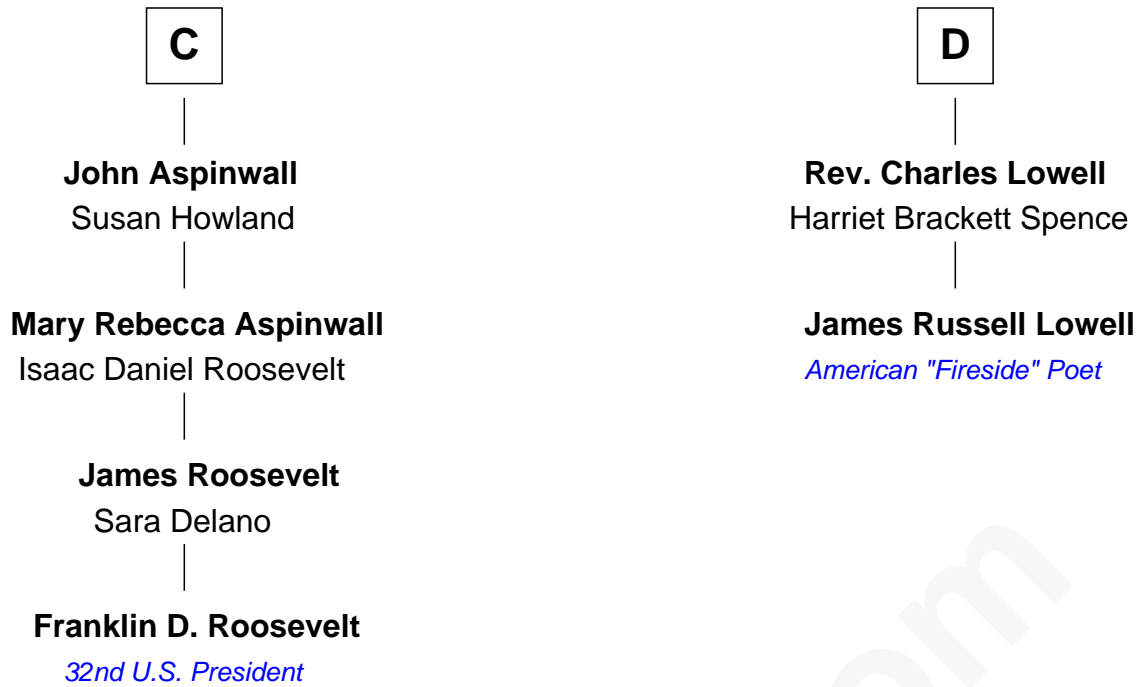 C
John Aspinwall
Susan Howland
Mary Rebecca Aspinwall
Isaac Daniel Roosevelt
James Roosevelt
Sara Delano
Franklin D. Roosevelt
32nd U.S. President
D
Rev. Charles Lowell
Harriet Brackett Spence
James Russell Lowell
American "Fireside" Poet
om